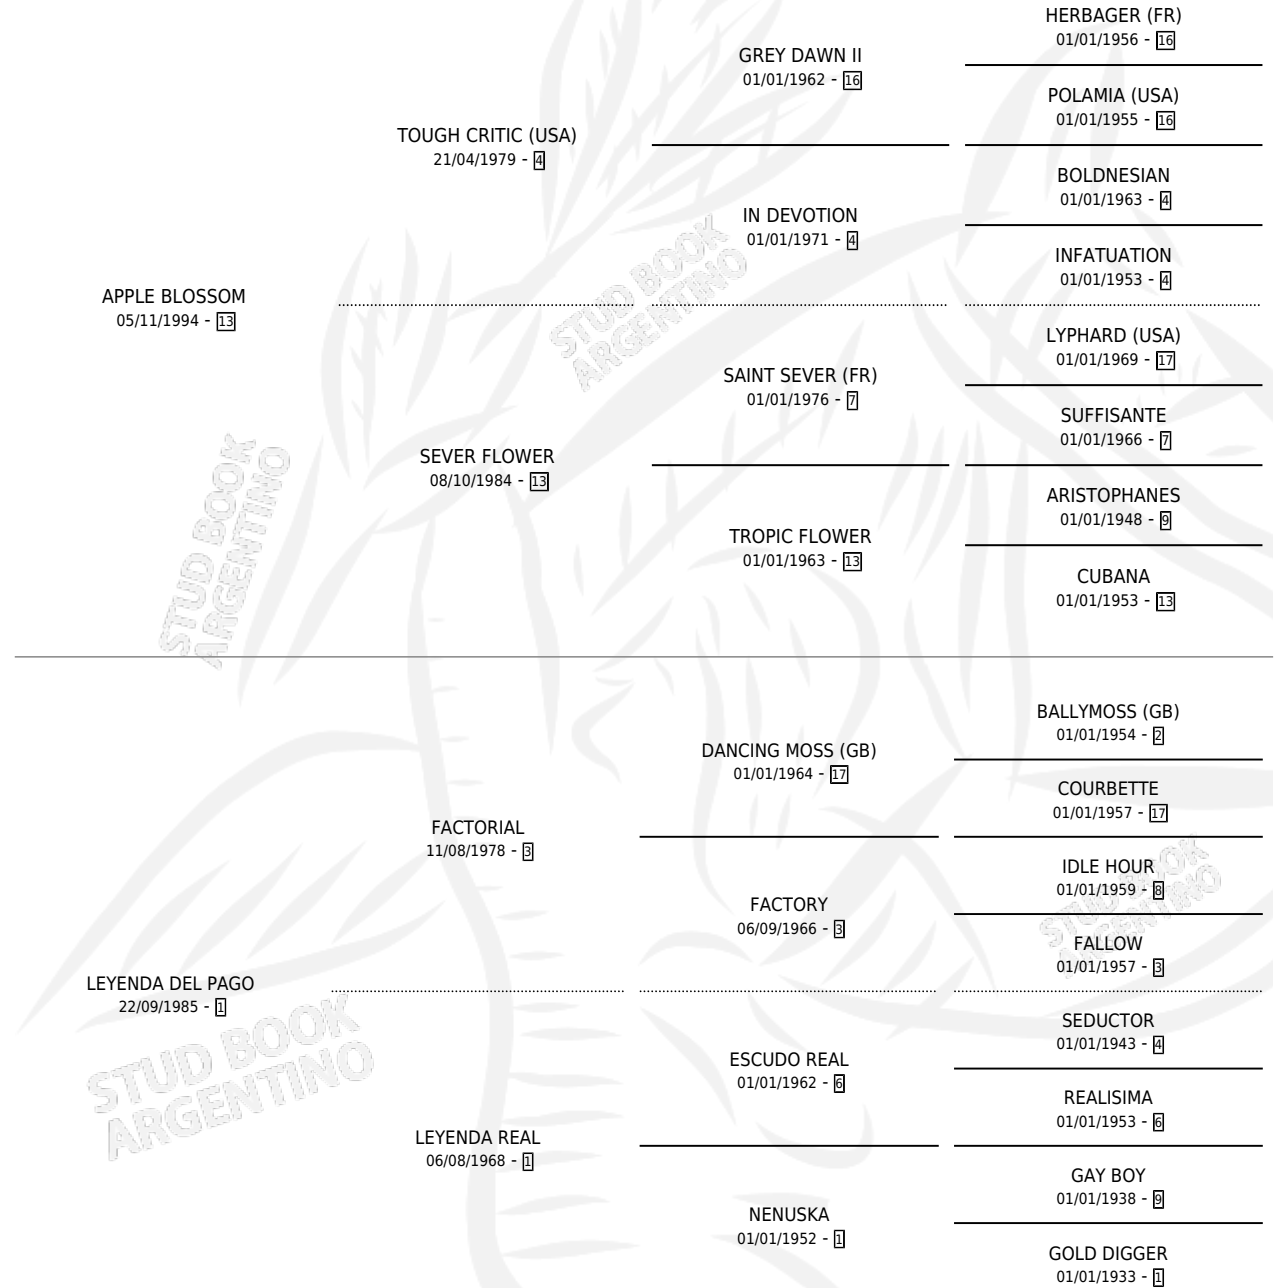 HERBAGER (FR)
01/01/1956 - 16
GREY DAWN II
01/01/1962 - 16
POLAMIA (USA)
01/01/1955 - 16
TOUGH CRITIC (USA)
21/04/1979 - 4
BOLDNESIAN
01/01/1963 - 4
IN DEVOTION
01/01/1971 - 4
INFATUATION
01/01/1953 - 4
APPLE BLOSSOM
05/11/1994 - 13
LYPHARD (USA)
01/01/1969 - 17
SAINT SEVER (FR)
01/01/1976 - 7
SUFFISANTE
01/01/1966 - 7
SEVER FLOWER
08/10/1984 - 13
ARISTOPHANES
01/01/1948 - 9
TROPIC FLOWER
01/01/1963 - 13
CUBANA
01/01/1953 - 13
BALLYMOSS (GB)
01/01/1954 - 2
DANCING MOSS (GB)
01/01/1964 - 17
COURBETTE
01/01/1957 - 17
FACTORIAL
11/08/1978 - 3
IDLE HOUR
01/01/1959 - 8
FACTORY
06/09/1966 - 3
FALLOW
01/01/1957 - 3
LEYENDA DEL PAGO
22/09/1985 - 1
SEDUCTOR
01/01/1943 - 4
ESCUDO REAL
01/01/1962 - 6
REALISIMA
01/01/1953 - 6
LEYENDA REAL
06/08/1968 - 1
GAY BOY
01/01/1938 - 9
NENUSKA
01/01/1952 - 1
GOLD DIGGER
01/01/1933 - 1
STUD BOOK
ARGENTINO
STUD BOOK
ARGENTINO
STUD BOOK
ARGENTINO
STUD BOOK
ARGENTINO